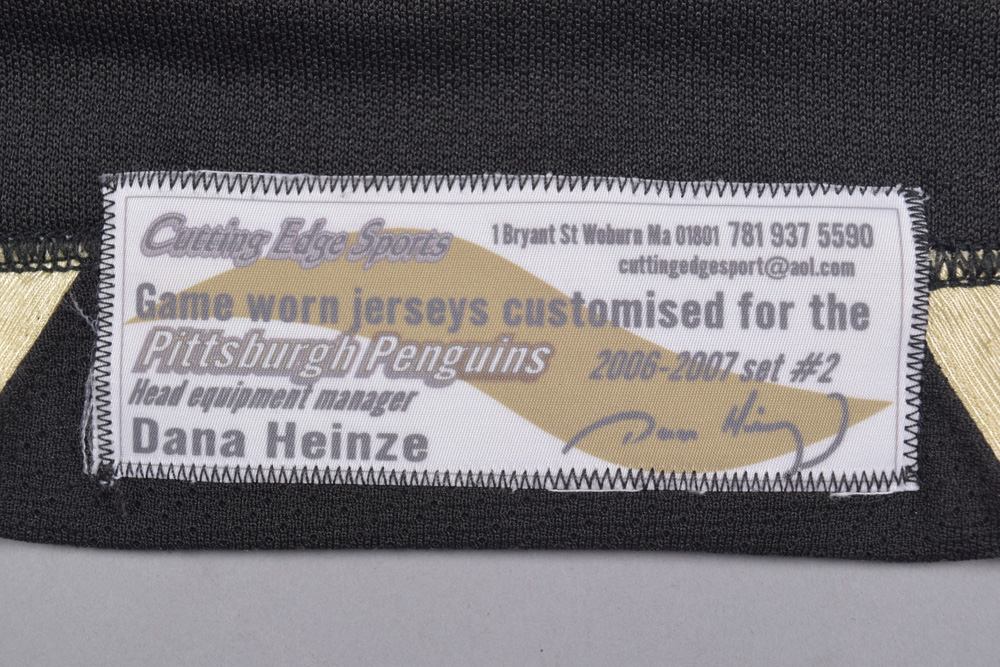 Cutting Edge Sports
1 Bryant St Woburn Ma 01801 781 937 5590
cuttingedgesport@aol.com
Game worn jerseys customised for the
Pittsburgh Penguins
2006-2007 set #2
Head equipment manager
Dana Heinze